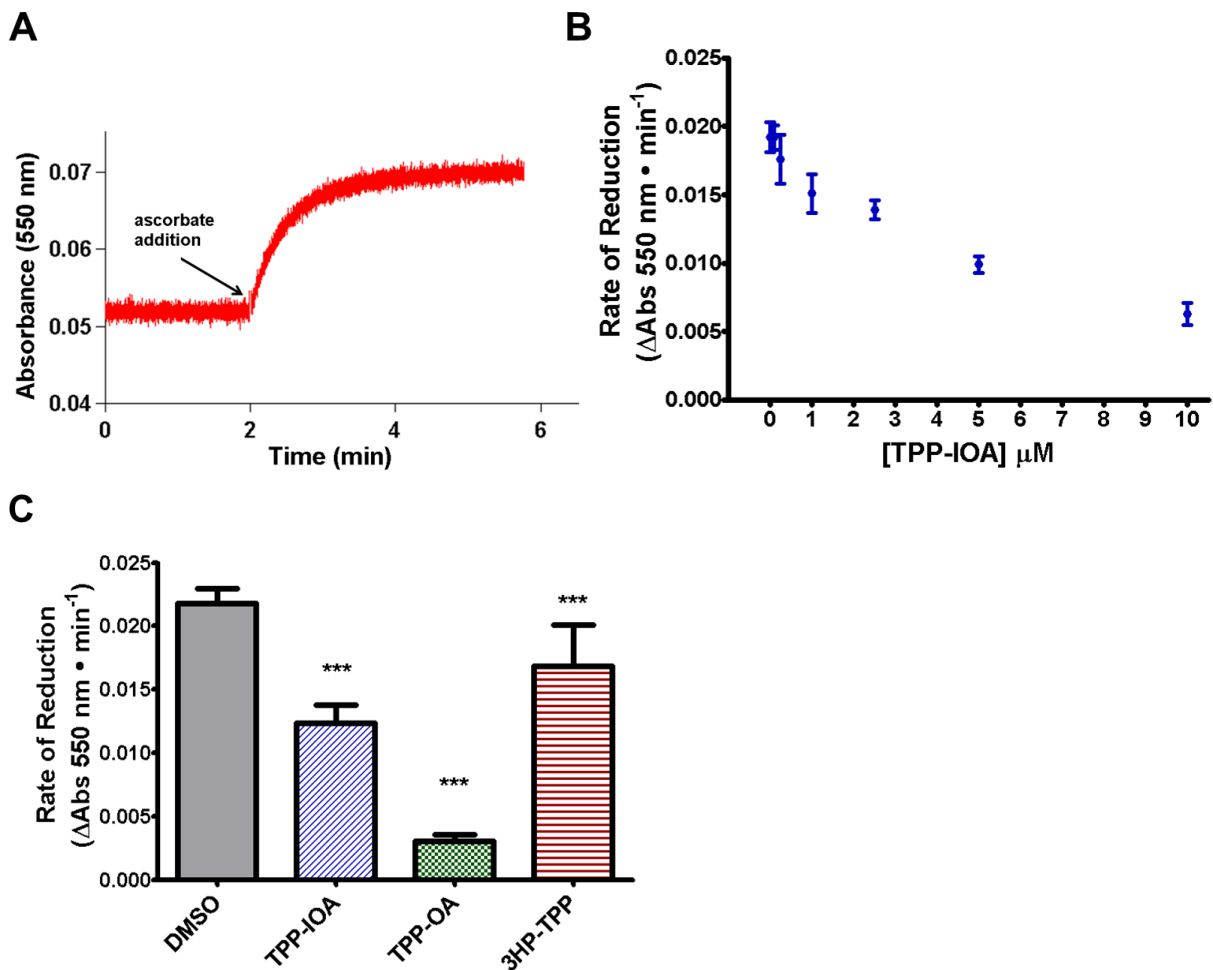 A
Absorbance (550 nm)
0.07
0.06
0.05
0.04
ascorbate
addition
0
2
4
6
Time (min)
B
Rate of Reduction
(ΔAbs 550 nm • min⁻¹)
0.025
0.020
0.015
0.010
0.005
0.000
0 1 2 3 4 5 6 7 8 9 10
[TPP-IOA] μM
C
Rate of Reduction
(ΔAbs 550 nm • min⁻¹)
0.025
0.020
0.015
0.010
0.005
0.000
***
***
***
DMSO
TPP-IOA
TPP-OA
3HP-TPP